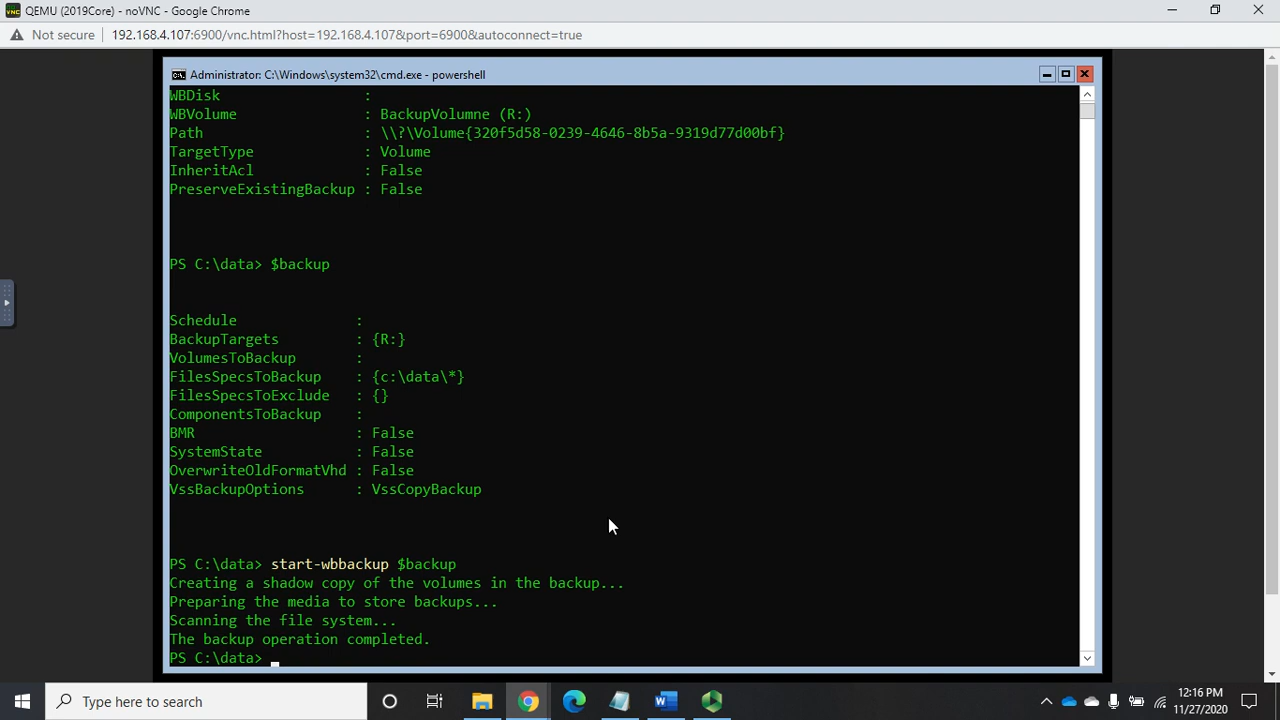 QEMU (2019Core) - noVNC - Google Chrome
Not secure 192.168.4.107:6900/vnc.html?host=192.168.4.107&port=6900&autoconnect=true
Administrator: C:\Windows\system32\cmd.exe - powershell
WBDisk :
WBVolume : BackupVolumne (R:)
Path : \\?\Volume{320f5d58-0239-4646-8b5a-9319d77d00bf}
TargetType : Volume
InheritAcl : False
PreserveExistingBackup : False
PS C:\data> $backup
Schedule :
BackupTargets : {R:}
VolumesToBackup :
FilesSpecsToBackup : {c:\data\*}
FilesSpecsToExclude : {}
ComponentsToBackup :
BMR : False
SystemState : False
OverwriteOldFormatVhd : False
VssBackupOptions : VssCopyBackup
PS C:\data> start-wbbackup $backup
Creating a shadow copy of the volumes in the backup...
Preparing the media to store backups...
Scanning the file system...
The backup operation completed.
PS C:\data>
Type here to search
12:16 PM
11/27/2020